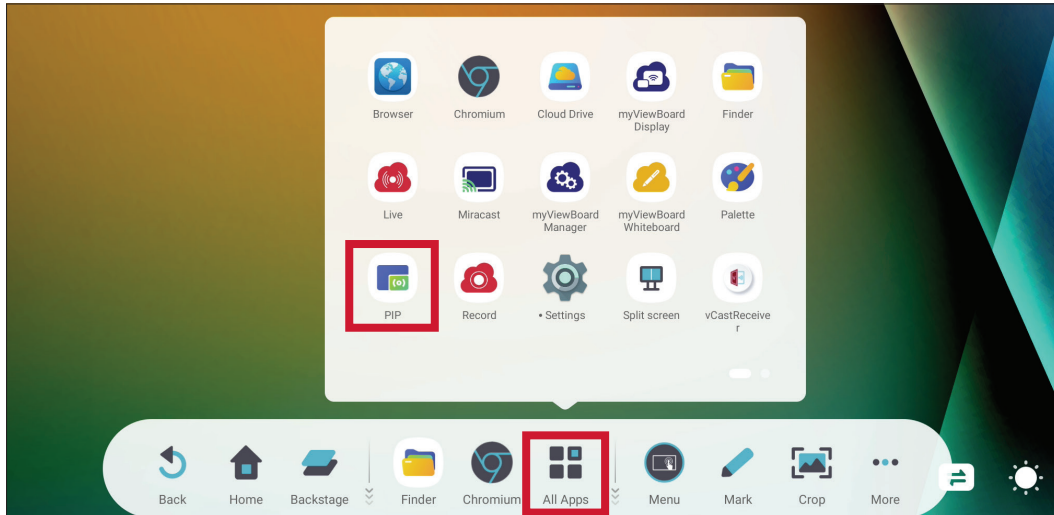 Browser
Chromium
Cloud Drive
myViewBoard
Display
Finder
Live
Miracast
myViewBoard
Manager
myViewBoard
Whiteboard
Palette
PIP
Record
• Settings
Split screen
vCastReceive
r
Back
Home
Backstage
Finder
Chromium
All Apps
Menu
Mark
Crop
More